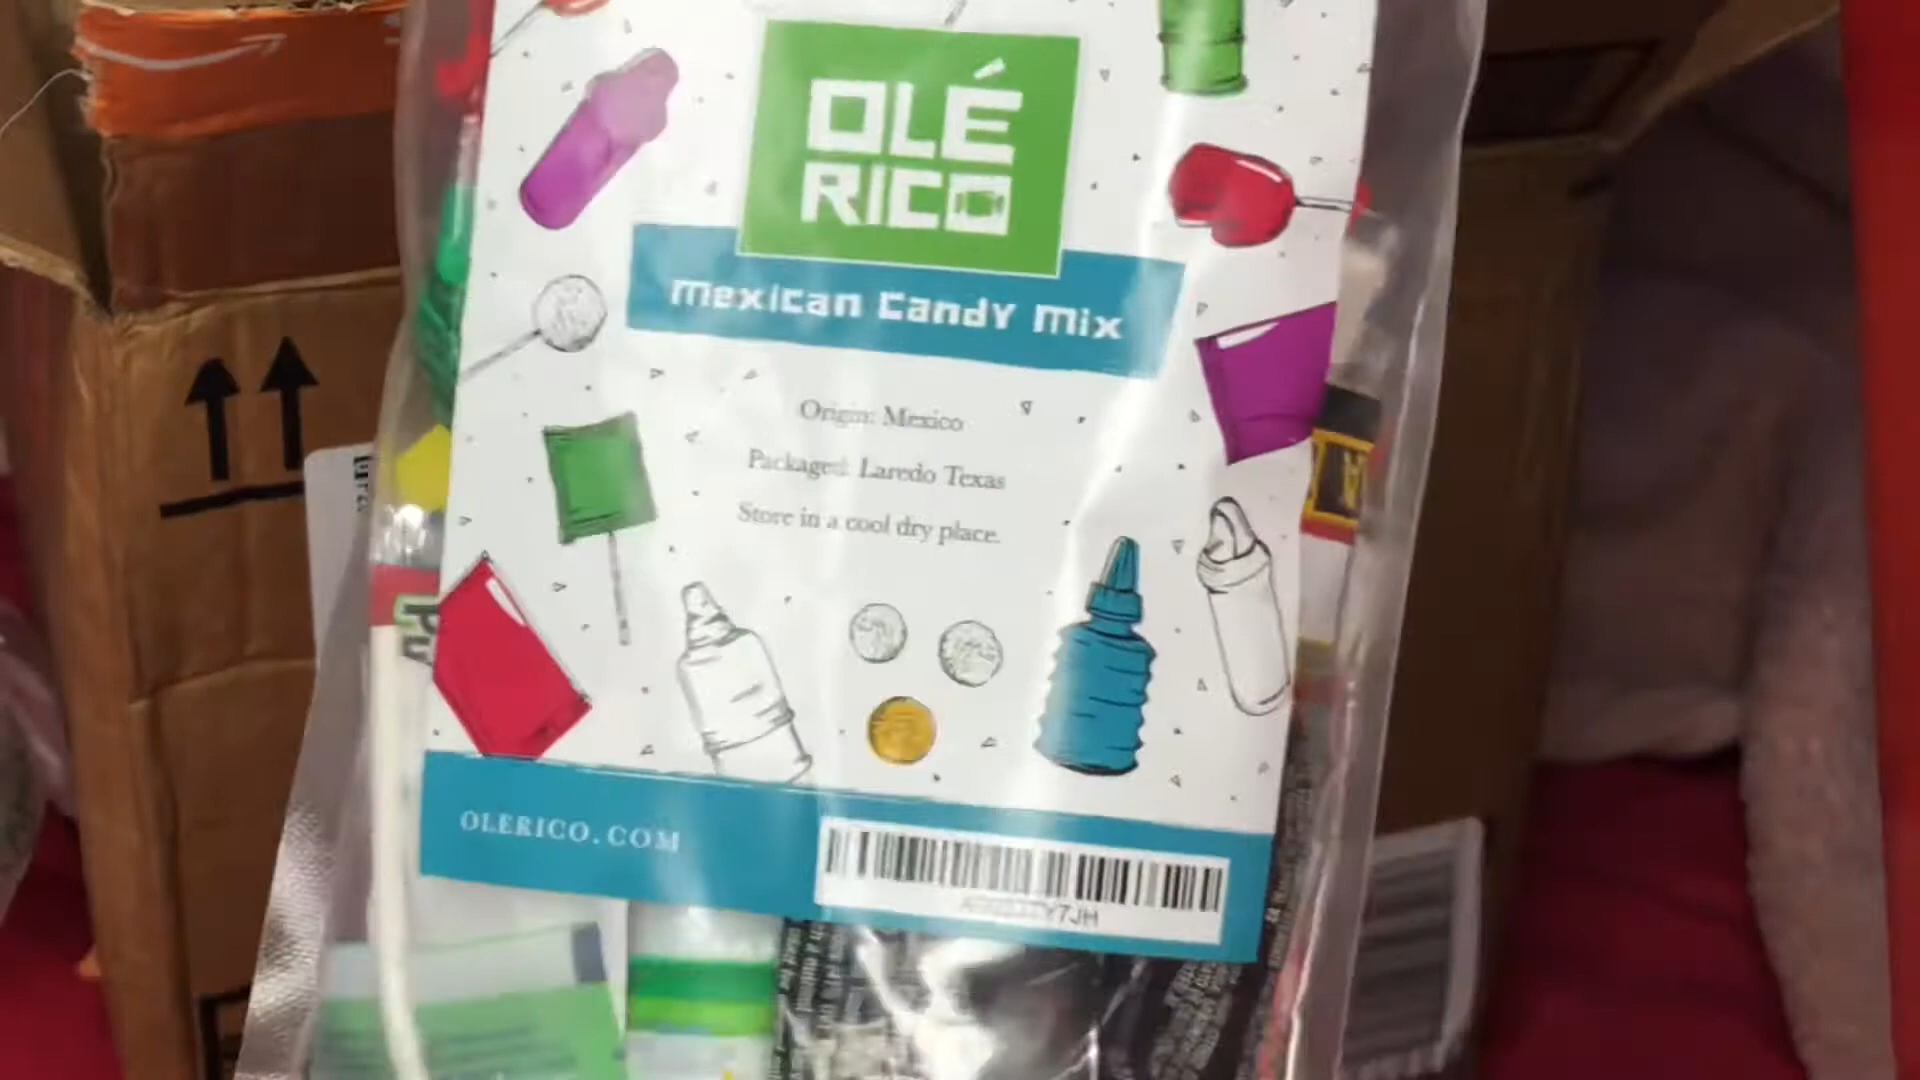 OLÉ
RICO
Mexican Candy Mix
Origin: Mexico
Packaged: Laredo Texas
Store in a cool dry place.
OLERICO.COM